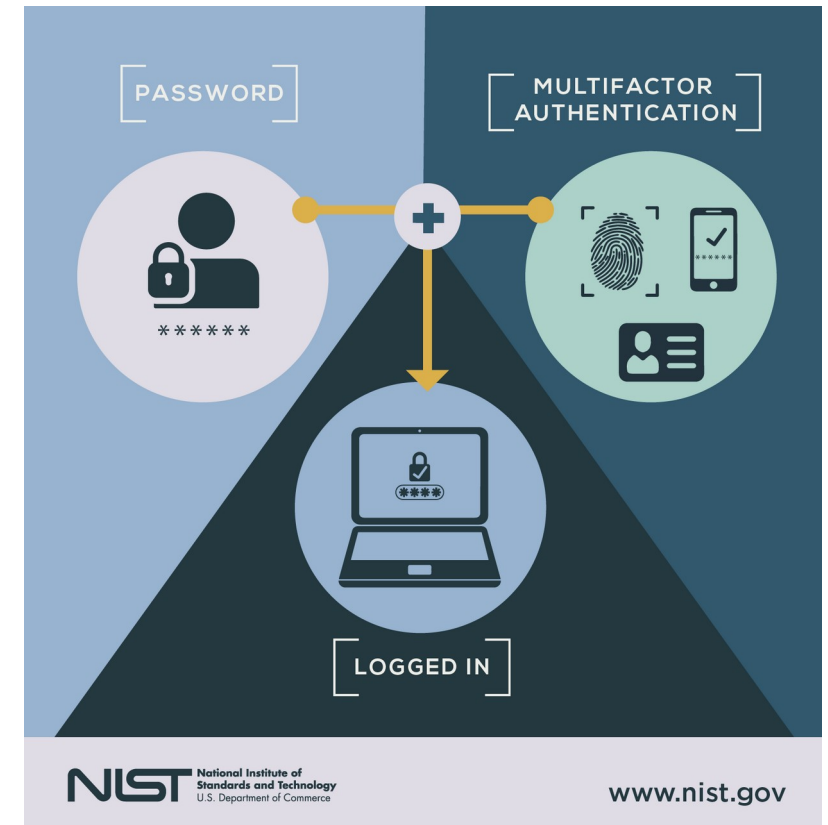 PASSWORD
MULTIFACTOR
AUTHENTICATION
******
******
****
LOGGED IN
NIST
National Institute of
Standards and Technology
U.S. Department of Commerce
www.nist.gov